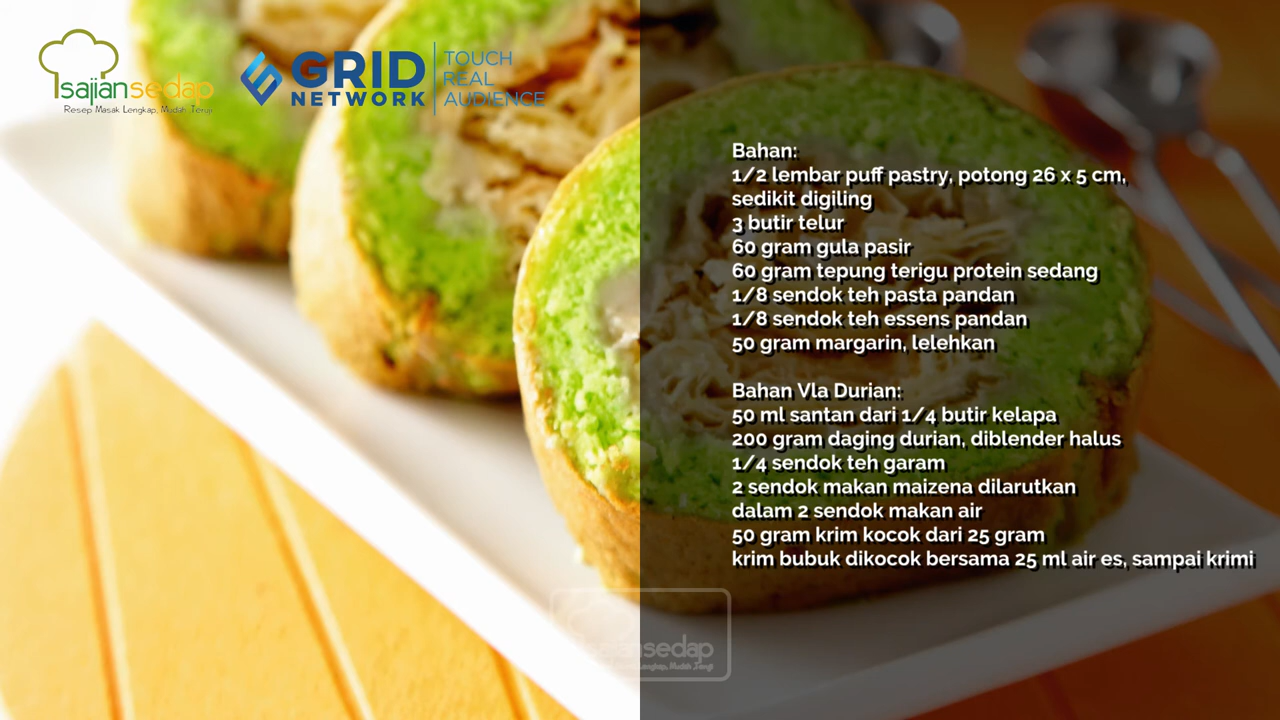 sajiansedap
Resep Masak Lengkap, Mudah Teruji
GRID
NETWORK
TOUCH
REAL
AUDIENCE
Bahan:
1/2 lembar puff pastry, potong 26 x 5 cm,
sedikit digiling
3 butir telur
60 gram gula pasir
60 gram tepung terigu protein sedang
1/8 sendok teh pasta pandan
1/8 sendok teh essens pandan
50 gram margarin, lelehkan
Bahan Vla Durian:
50 ml santan dari 1/4 butir kelapa
200 gram daging durian, diblender halus
1/4 sendok teh garam
2 sendok makan maizena dilarutkan
dalam 2 sendok makan air
50 gram krim kocok dari 25 gram
krim bubuk dikocok bersama 25 ml air es, sampai krimi
sajiansedap
Lengkap, Mudah Teruji